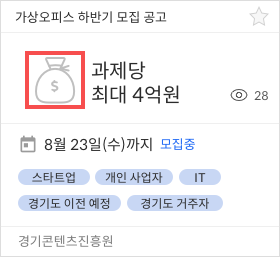 가상오피스 하반기 모집 공고
$
과제당
최대 4억원
28
8월 23일(수)까지 모집중
스타트업 개인 사업자 IT
경기도 이전 예정 경기도 거주자
경기콘텐츠진흥원